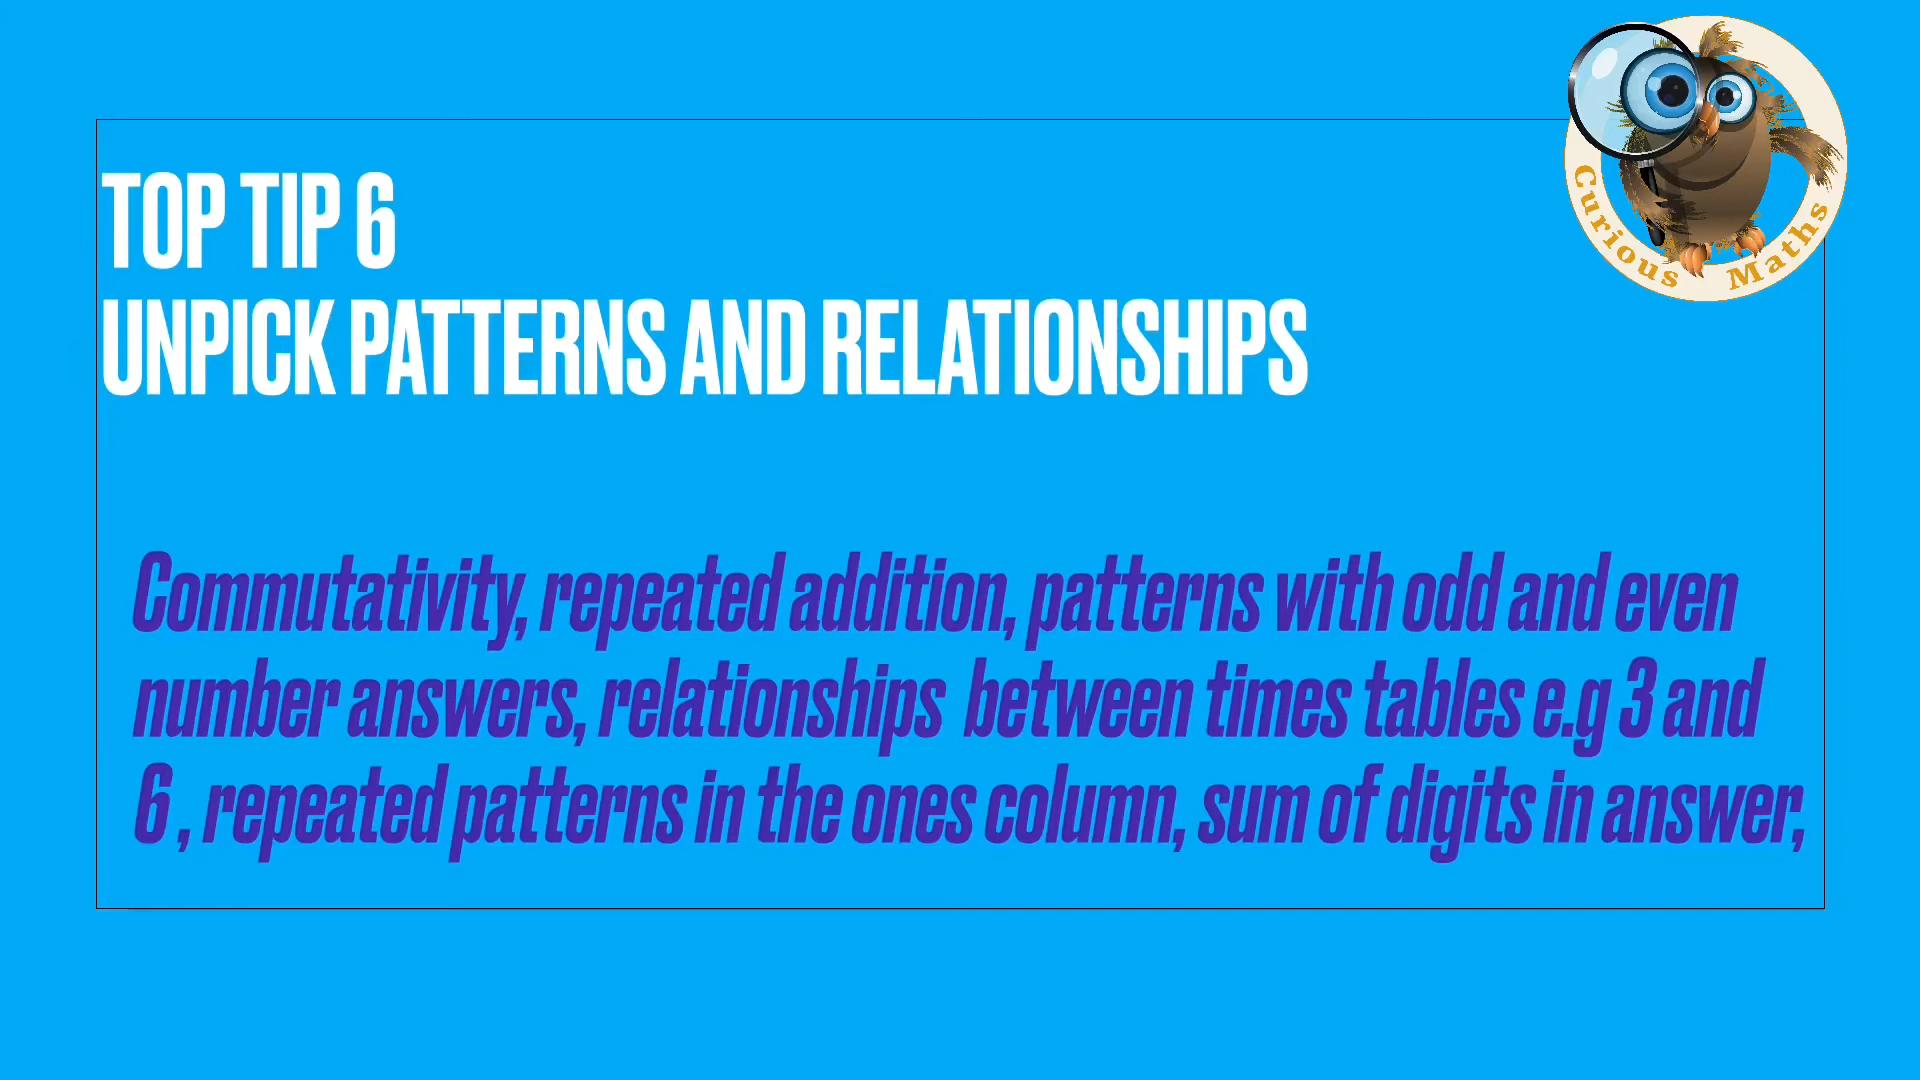 TOP TIP 6
UNPICK PATTERNS AND RELATIONSHIPS
Commutativity, repeated addition, patterns with odd and even
number answers, relationships between times tables e.g 3 and
6 , repeated patterns in the ones column, sum of digits in answer,
Curious Maths